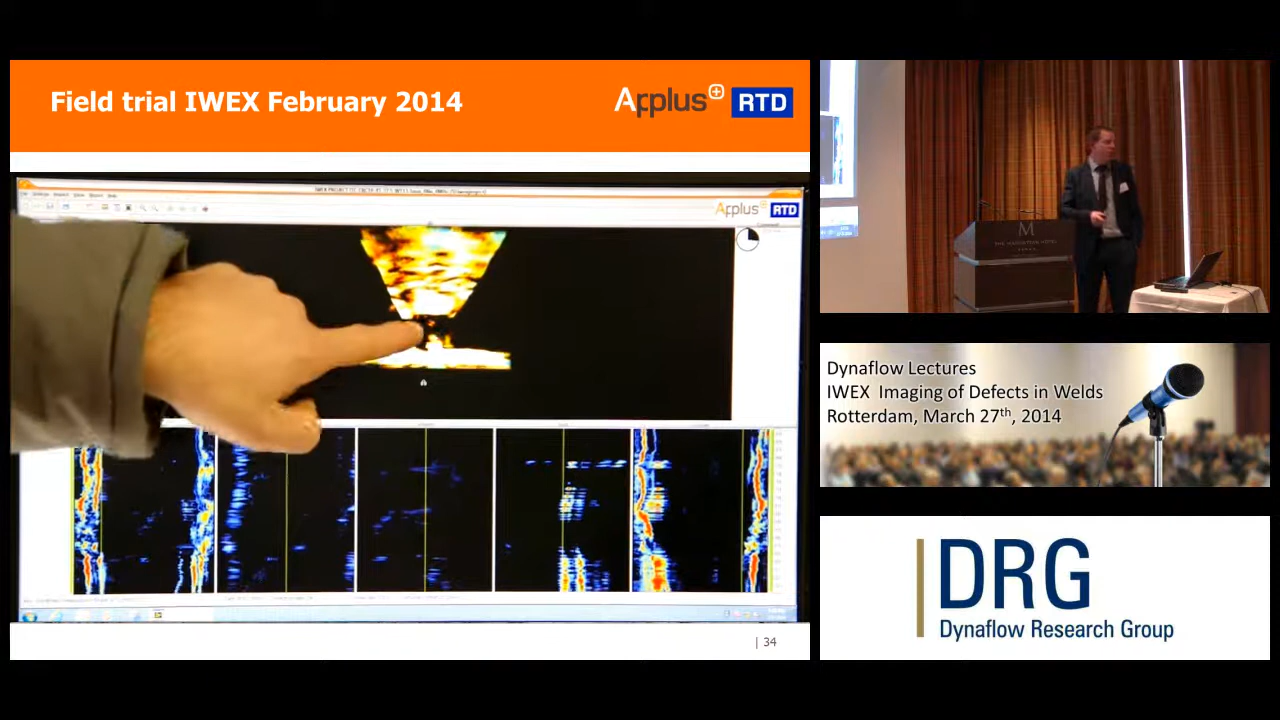 Field trial IWEX February 2014
Applus+ RTD
Applus+ RTD
| 34
M
Dynaflow Lectures
IWEX Imaging of Defects in Welds
Rotterdam, March 27th, 2014
DRG
Dynaflow Research Group